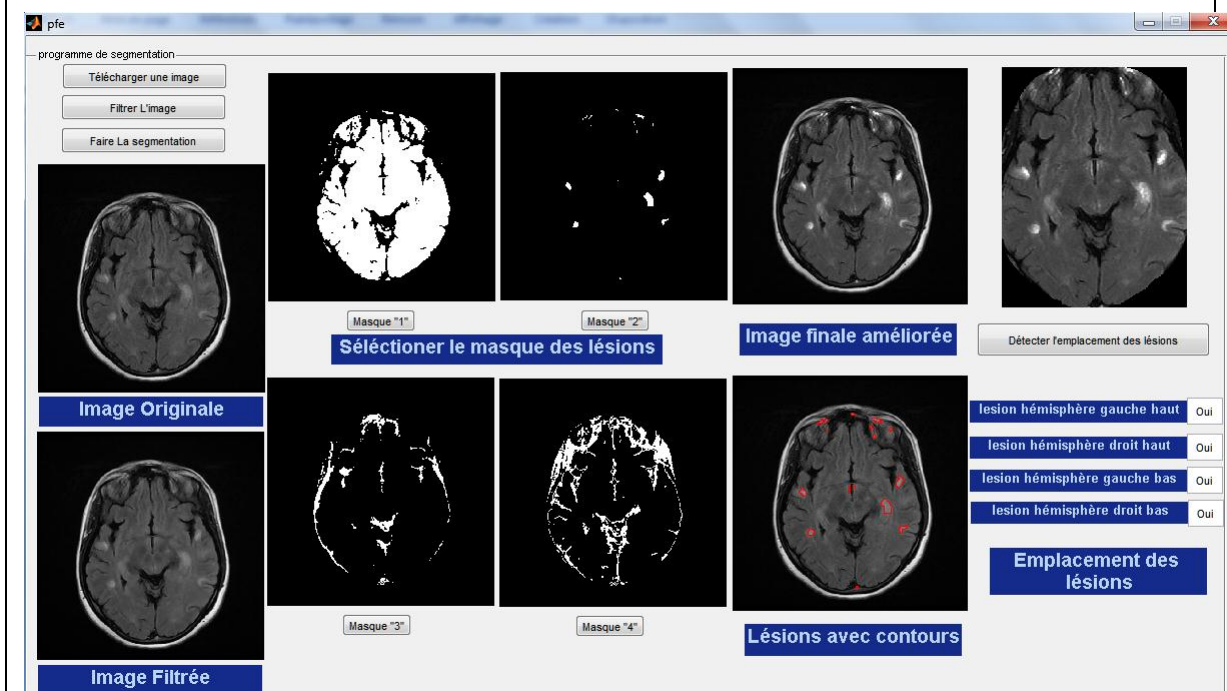 pfe
programme de segmentation
Télécharger une image
Filtrer L'image
Faire La segmentation
Masque "1"
Masque "2"
Séléctioner le masque des lésions
Image finale améliorée
Détecter l'emplacement des lésions
Image Originale
lesion hémisphère gauche haut
Oui
lesion hémisphère droit haut
Oui
lesion hémisphère gauche bas
Oui
lesion hémisphère droit bas
Oui
Emplacement des
lésions
Masque "3"
Masque "4"
Lésions avec contours
Image Filtrée